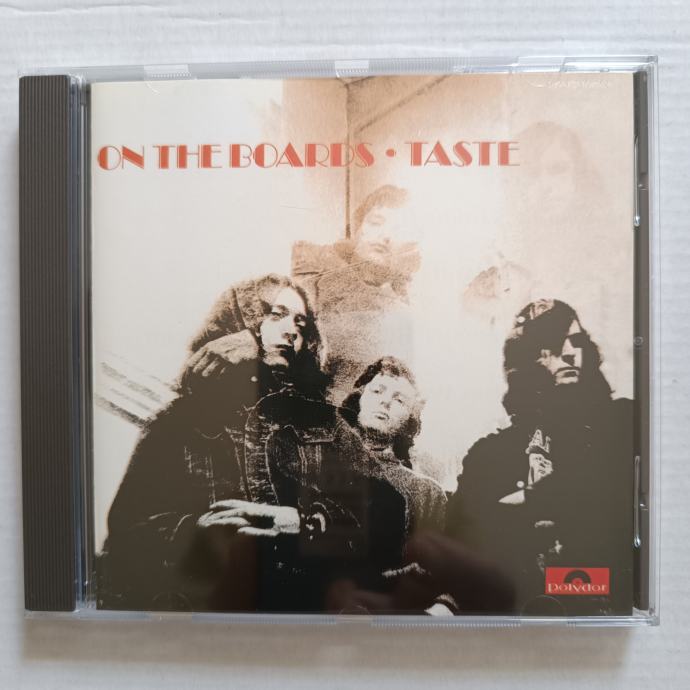 ON THE BOARDS • TASTE
Polydor